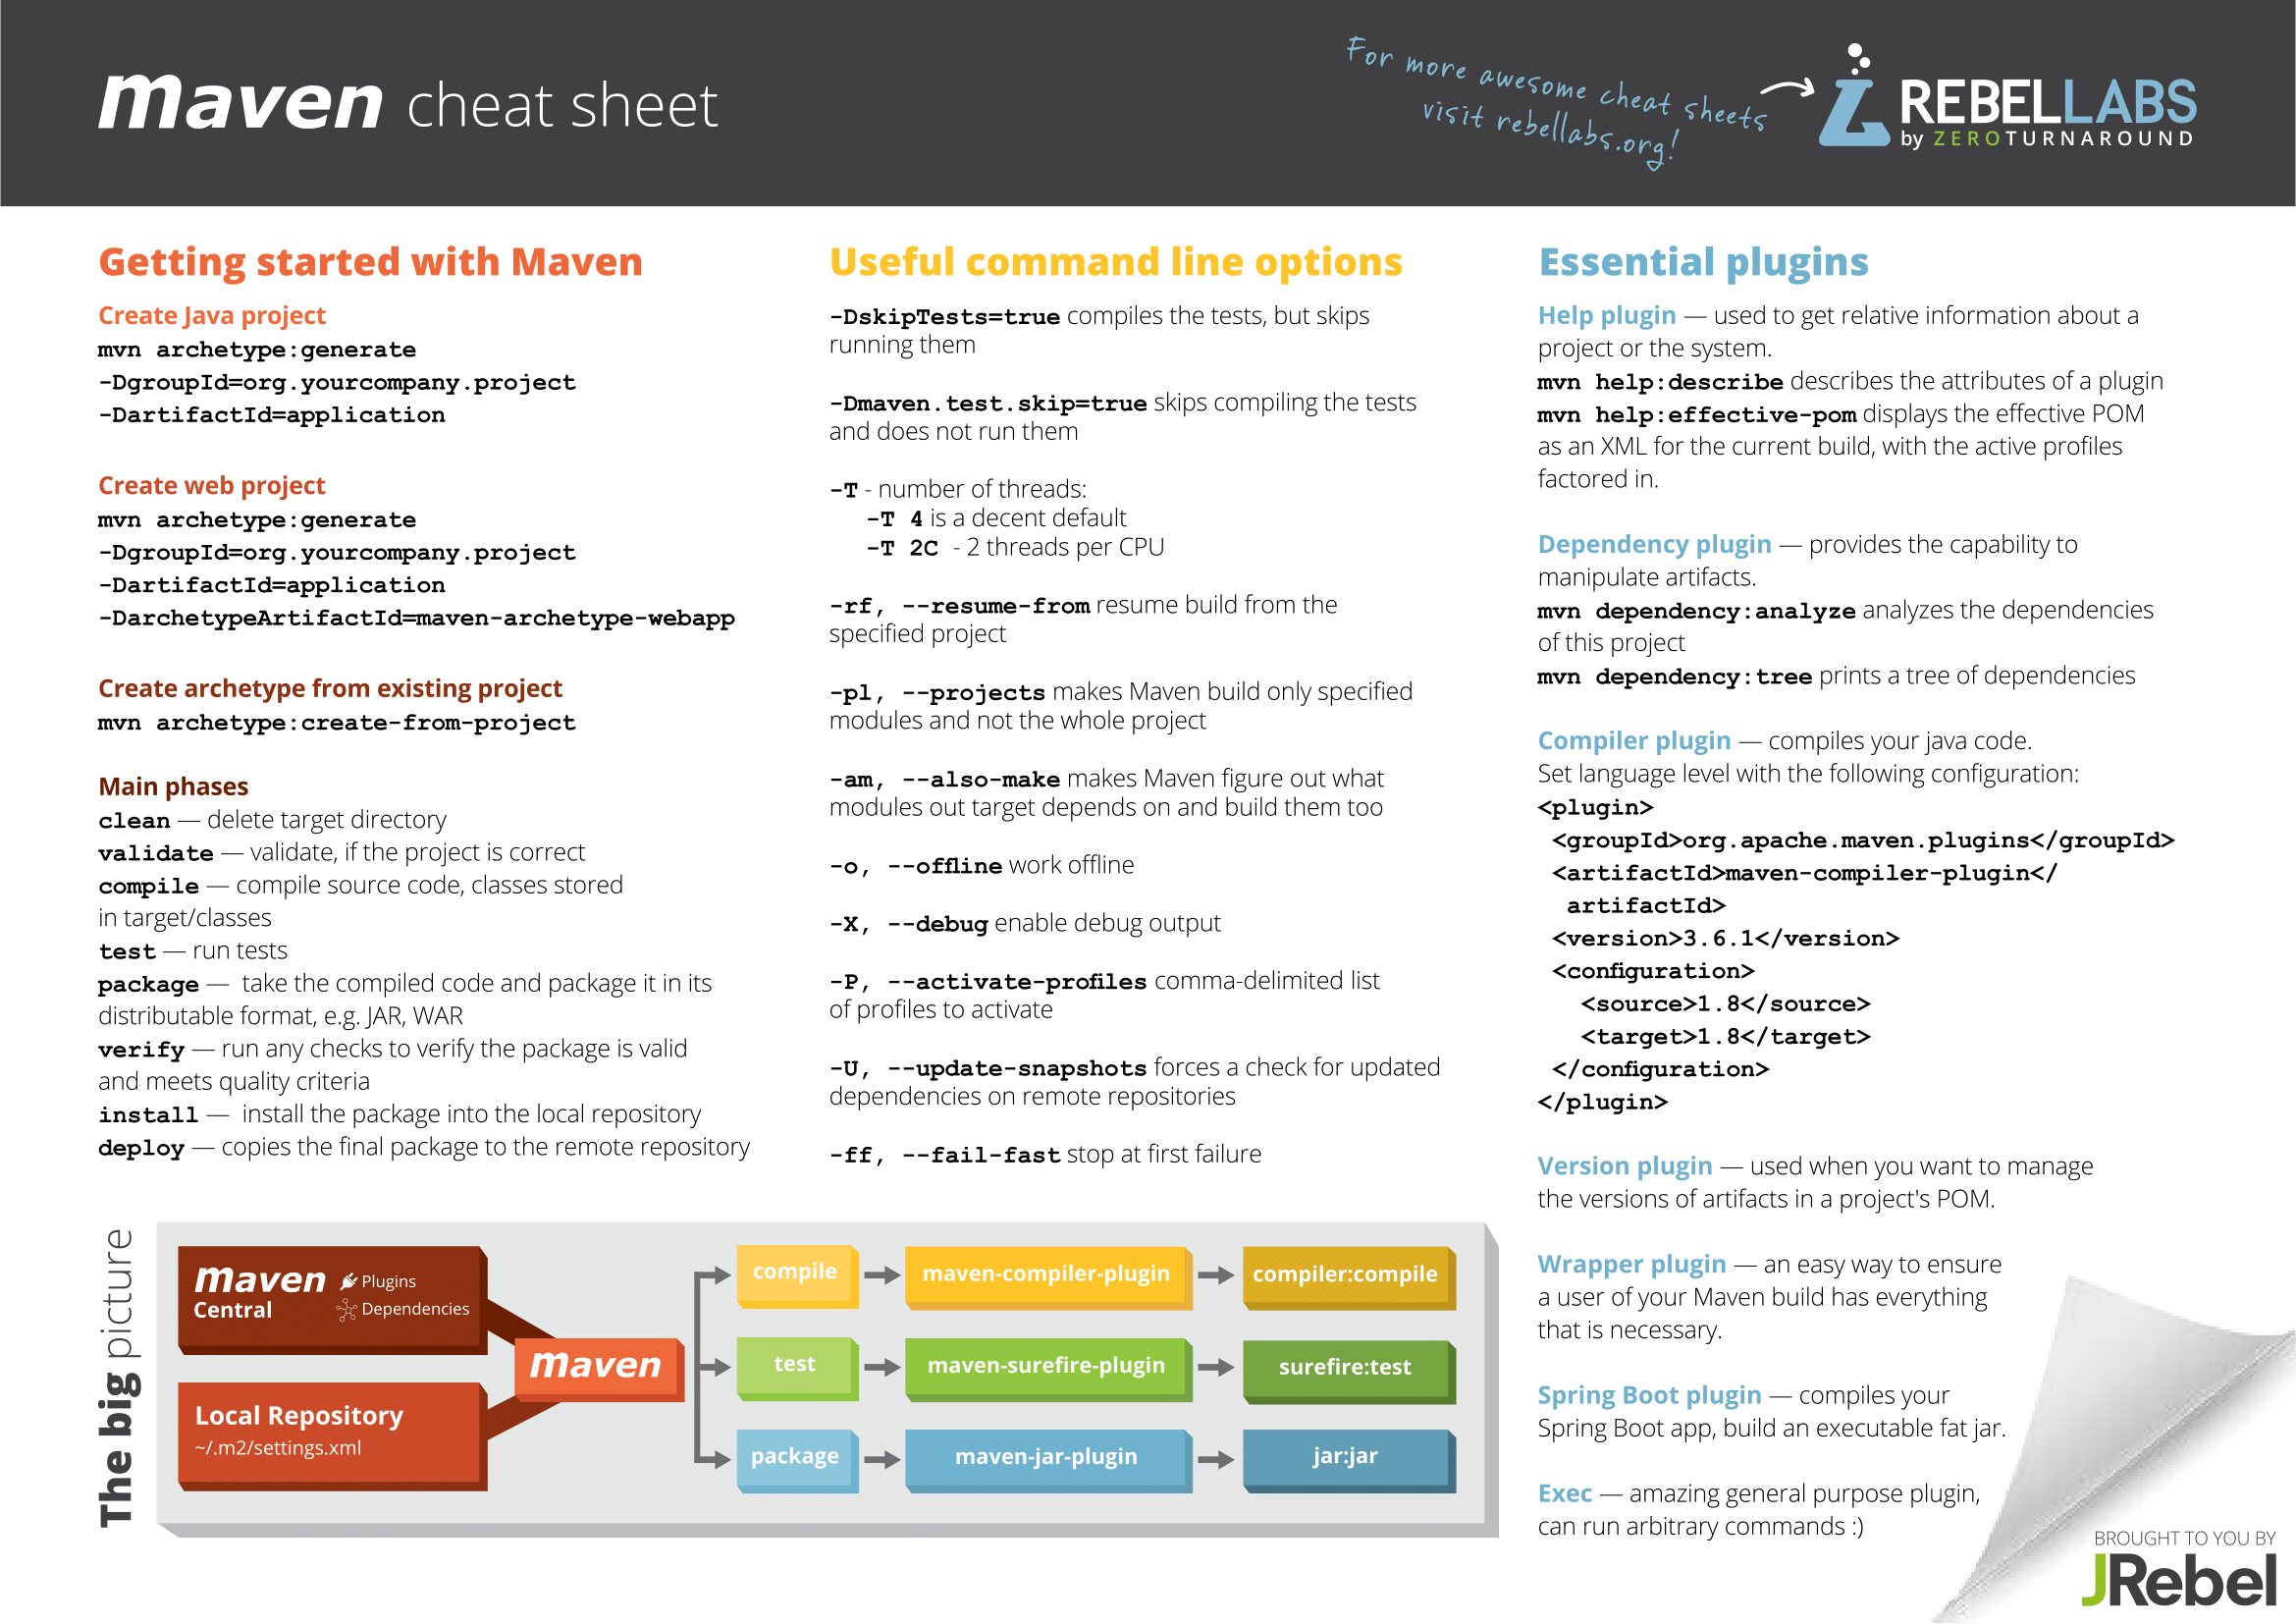 maven cheat sheet
For more awesome cheat sheets
visit rebellabs.org!
REBELLABS
by ZEROTURNAROUND
Getting started with Maven
Create Java project
mvn archetype:generate
-DgroupId=org.yourcompany.project
-DartifactId=application
Create web project
mvn archetype:generate
-DgroupId=org.yourcompany.project
-DartifactId=application
-DarchetypeArtifactId=maven-archetype-webapp
Create archetype from existing project
mvn archetype:create-from-project
Main phases
clean — delete target directory
validate — validate, if the project is correct
compile — compile source code, classes stored
in target/classes
test — run tests
package — take the compiled code and package it in its
distributable format, e.g. JAR, WAR
verify — run any checks to verify the package is valid
and meets quality criteria
install — install the package into the local repository
deploy — copies the final package to the remote repository
Useful command line options
-DskipTests=true compiles the tests, but skips
running them
-Dmaven.test.skip=true skips compiling the tests
and does not run them
-T - number of threads:
-T 4 is a decent default
-T 2C - 2 threads per CPU
-rf, --resume-from resume build from the
specified project
-pl, --projects makes Maven build only specified
modules and not the whole project
-am, --also-make makes Maven figure out what
modules out target depends on and build them too
-o, --offline work offline
-X, --debug enable debug output
-P, --activate-profiles comma-delimited list
of profiles to activate
-U, --update-snapshots forces a check for updated
dependencies on remote repositories
-ff, --fail-fast stop at first failure
Essential plugins
Help plugin — used to get relative information about a
project or the system.
mvn help:describe describes the attributes of a plugin
mvn help:effective-pom displays the effective POM
as an XML for the current build, with the active profiles
factored in.
Dependency plugin — provides the capability to
manipulate artifacts.
mvn dependency:analyze analyzes the dependencies
of this project
mvn dependency:tree prints a tree of dependencies
Compiler plugin — compiles your java code.
Set language level with the following configuration:
<plugin>
<groupId>org.apache.maven.plugins</groupId>
<artifactId>maven-compiler-plugin</
artifactId>
<version>3.6.1</version>
<configuration>
<source>1.8</source>
<target>1.8</target>
</configuration>
</plugin>
Version plugin — used when you want to manage
the versions of artifacts in a project's POM.
Wrapper plugin — an easy way to ensure
a user of your Maven build has everything
that is necessary.
Spring Boot plugin — compiles your
Spring Boot app, build an executable fat jar.
Exec — amazing general purpose plugin,
can run arbitrary commands :)
The big picture
maven
Central
Plugins
Dependencies
Local Repository
~/.m2/settings.xml
maven
compile
maven-compiler-plugin
compiler:compile
test
maven-surefire-plugin
surefire:test
package
maven-jar-plugin
jar:jar
BROUGHT TO YOU BY
JRebel